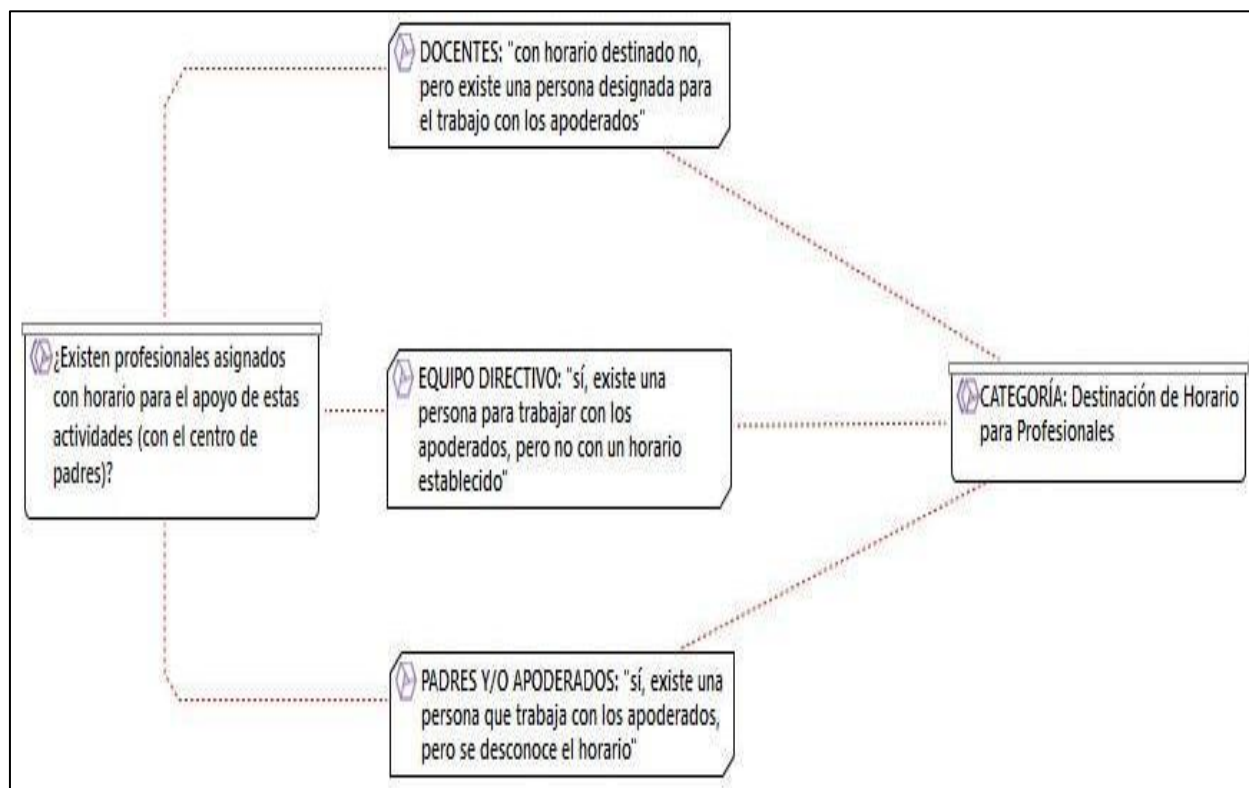 DOCENTES: "con horario destinado no,
pero existe una persona designada para
el trabajo con los apoderados"
¿Existen profesionales asignados
con horario para el apoyo de estas
actividades (con el centro de
padres)?
EQUIPO DIRECTIVO: "sí, existe una
persona para trabajar con los
apoderados, pero no con un horario
establecido"
CATEGORÍA: Destinación de Horario
para Profesionales
PADRES Y/O APODERADOS: "sí, existe una
persona que trabaja con los apoderados,
pero se desconoce el horario"